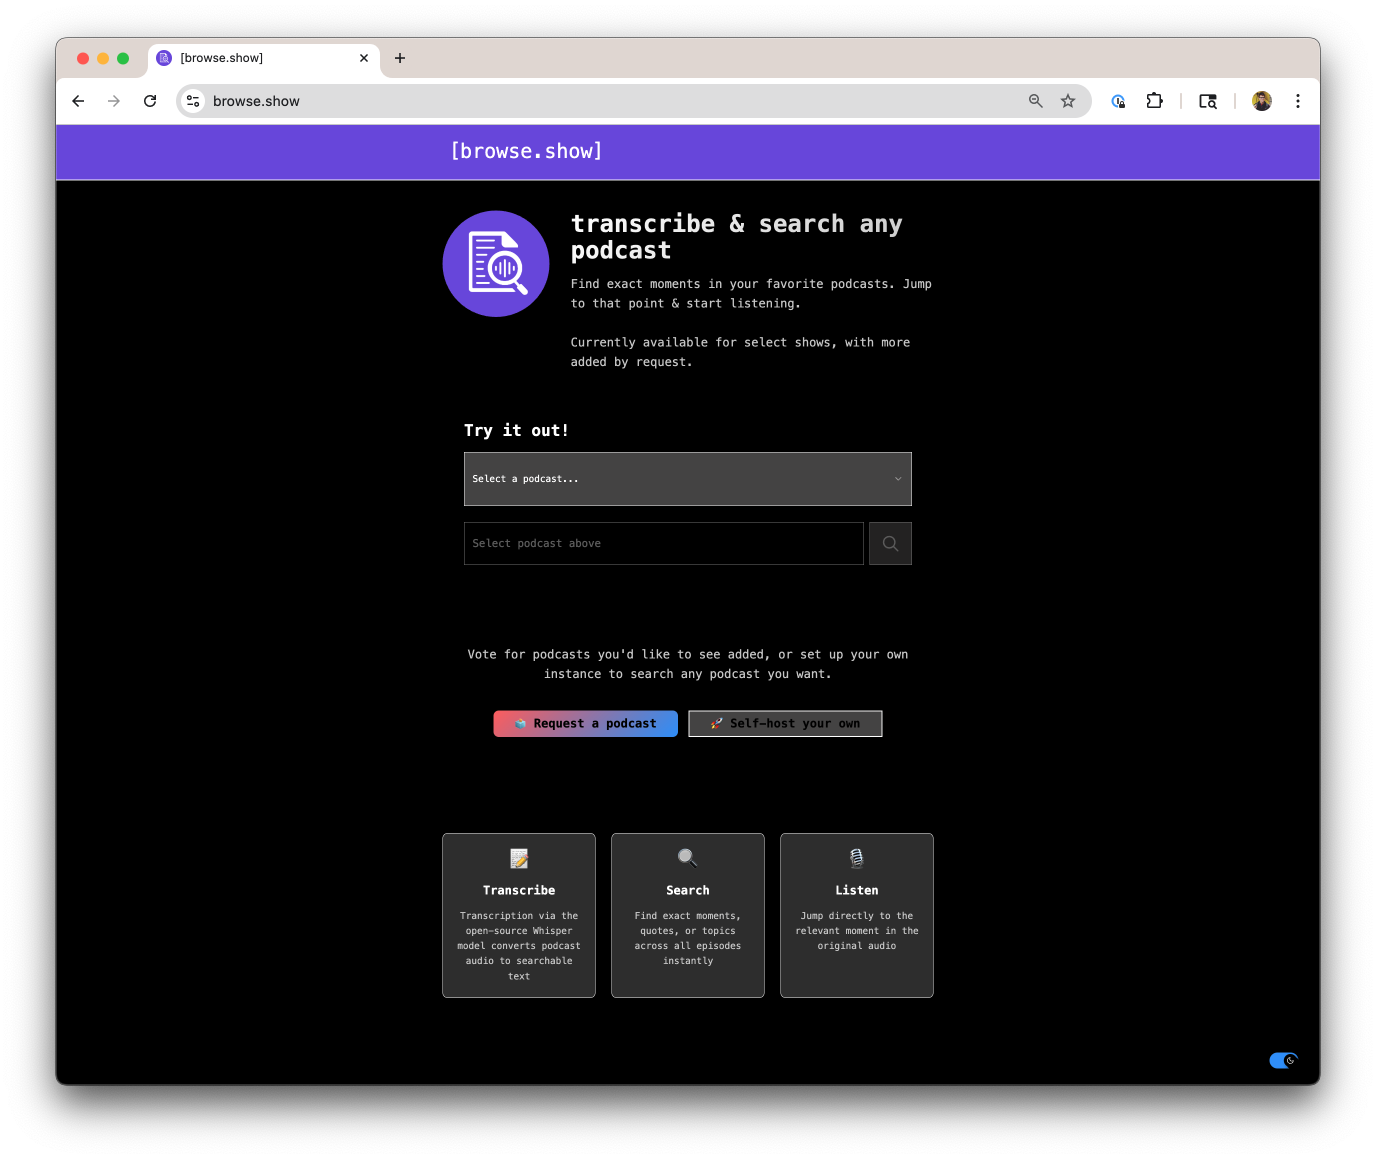 [browse.show]
browse.show
[browse.show]
transcribe & search any
podcast
Find exact moments in your favorite podcasts. Jump
to that point & start listening.
Currently available for select shows, with more
added by request.
Try it out!
Select a podcast...
Select podcast above
Vote for podcasts you'd like to see added, or set up your own
instance to search any podcast you want.
🗳️ Request a podcast
🚀 Self-host your own
Transcribe
Transcription via the
open-source Whisper
model converts podcast
audio to searchable
text
Search
Find exact moments,
quotes, or topics
across all episodes
instantly
Listen
Jump directly to the
relevant moment in the
original audio